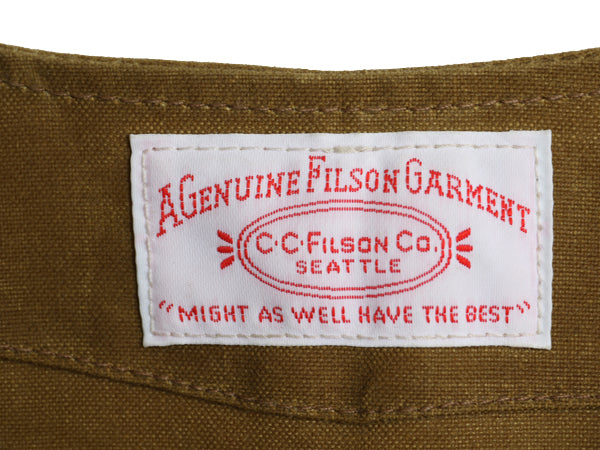 A GENUINE FILSON GARMENT
C·C·FILSON CO.
SEATTLE
"MIGHT AS WELL HAVE THE BEST"